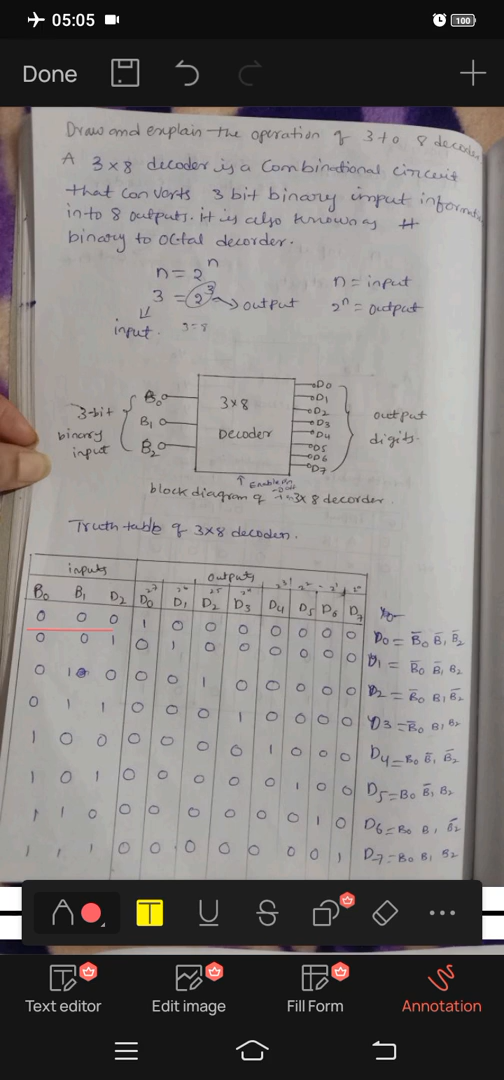 05:05
100
Done
Draw and explain the operation of 3 to 8 decoder
A 3x8 decoder is a Combinational circuit
that converts 3 bit binary input informati
into 8 outputs. it is also known as
binary to octal decorder.
n = 2^n
n = input
3 = 2^3 → output
2^n = output
input. 3=8
3-bit binary input
B0
B1
B2
3x8 Decoder
D0
D1
D2
D3
D4
D5
D6
D7
output digits.
Enable
block diagram of 3x8 decorder.
Truth table of 3x8 decoder.
inputs outputs
B0 B1 D2 D0 D1 D2 D3 D4 D5 D6 D7
0 0 0 1 0 0 0 0 0 0 0 D0 = B̅0 B̅1 B̅2
0 0 1 0 1 0 0 0 0 0 0 D1 = B̅0 B̅1 B2
0 1 0 0 0 1 0 0 0 0 0 D2 = B̅0 B1 B̅2
0 1 1 0 0 0 1 0 0 0 0 D3 = B̅0 B1 B2
1 0 0 0 0 0 0 1 0 0 0 D4 = B0 B̅1 B̅2
1 0 1 0 0 0 0 0 1 0 0 D5 = B0 B̅1 B2
1 1 0 0 0 0 0 0 0 1 0 D6 = B0 B1 B̅2
1 1 1 0 0 0 0 0 0 0 1 D7 = B0 B1 B2
T U S
Text editor
Edit image
Fill Form
Annotation